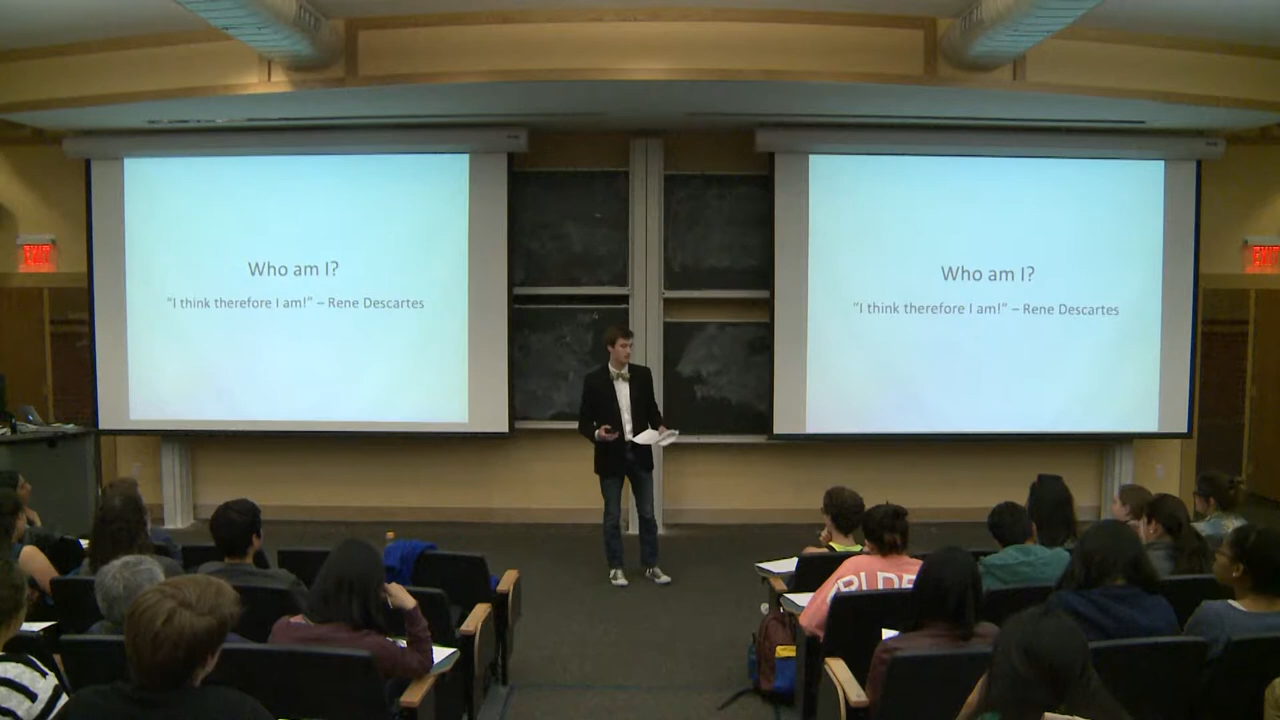 Who am I?
"I think therefore I am!" – Rene Descartes
Who am I?
"I think therefore I am!" – Rene Descartes
EXIT
EXIT